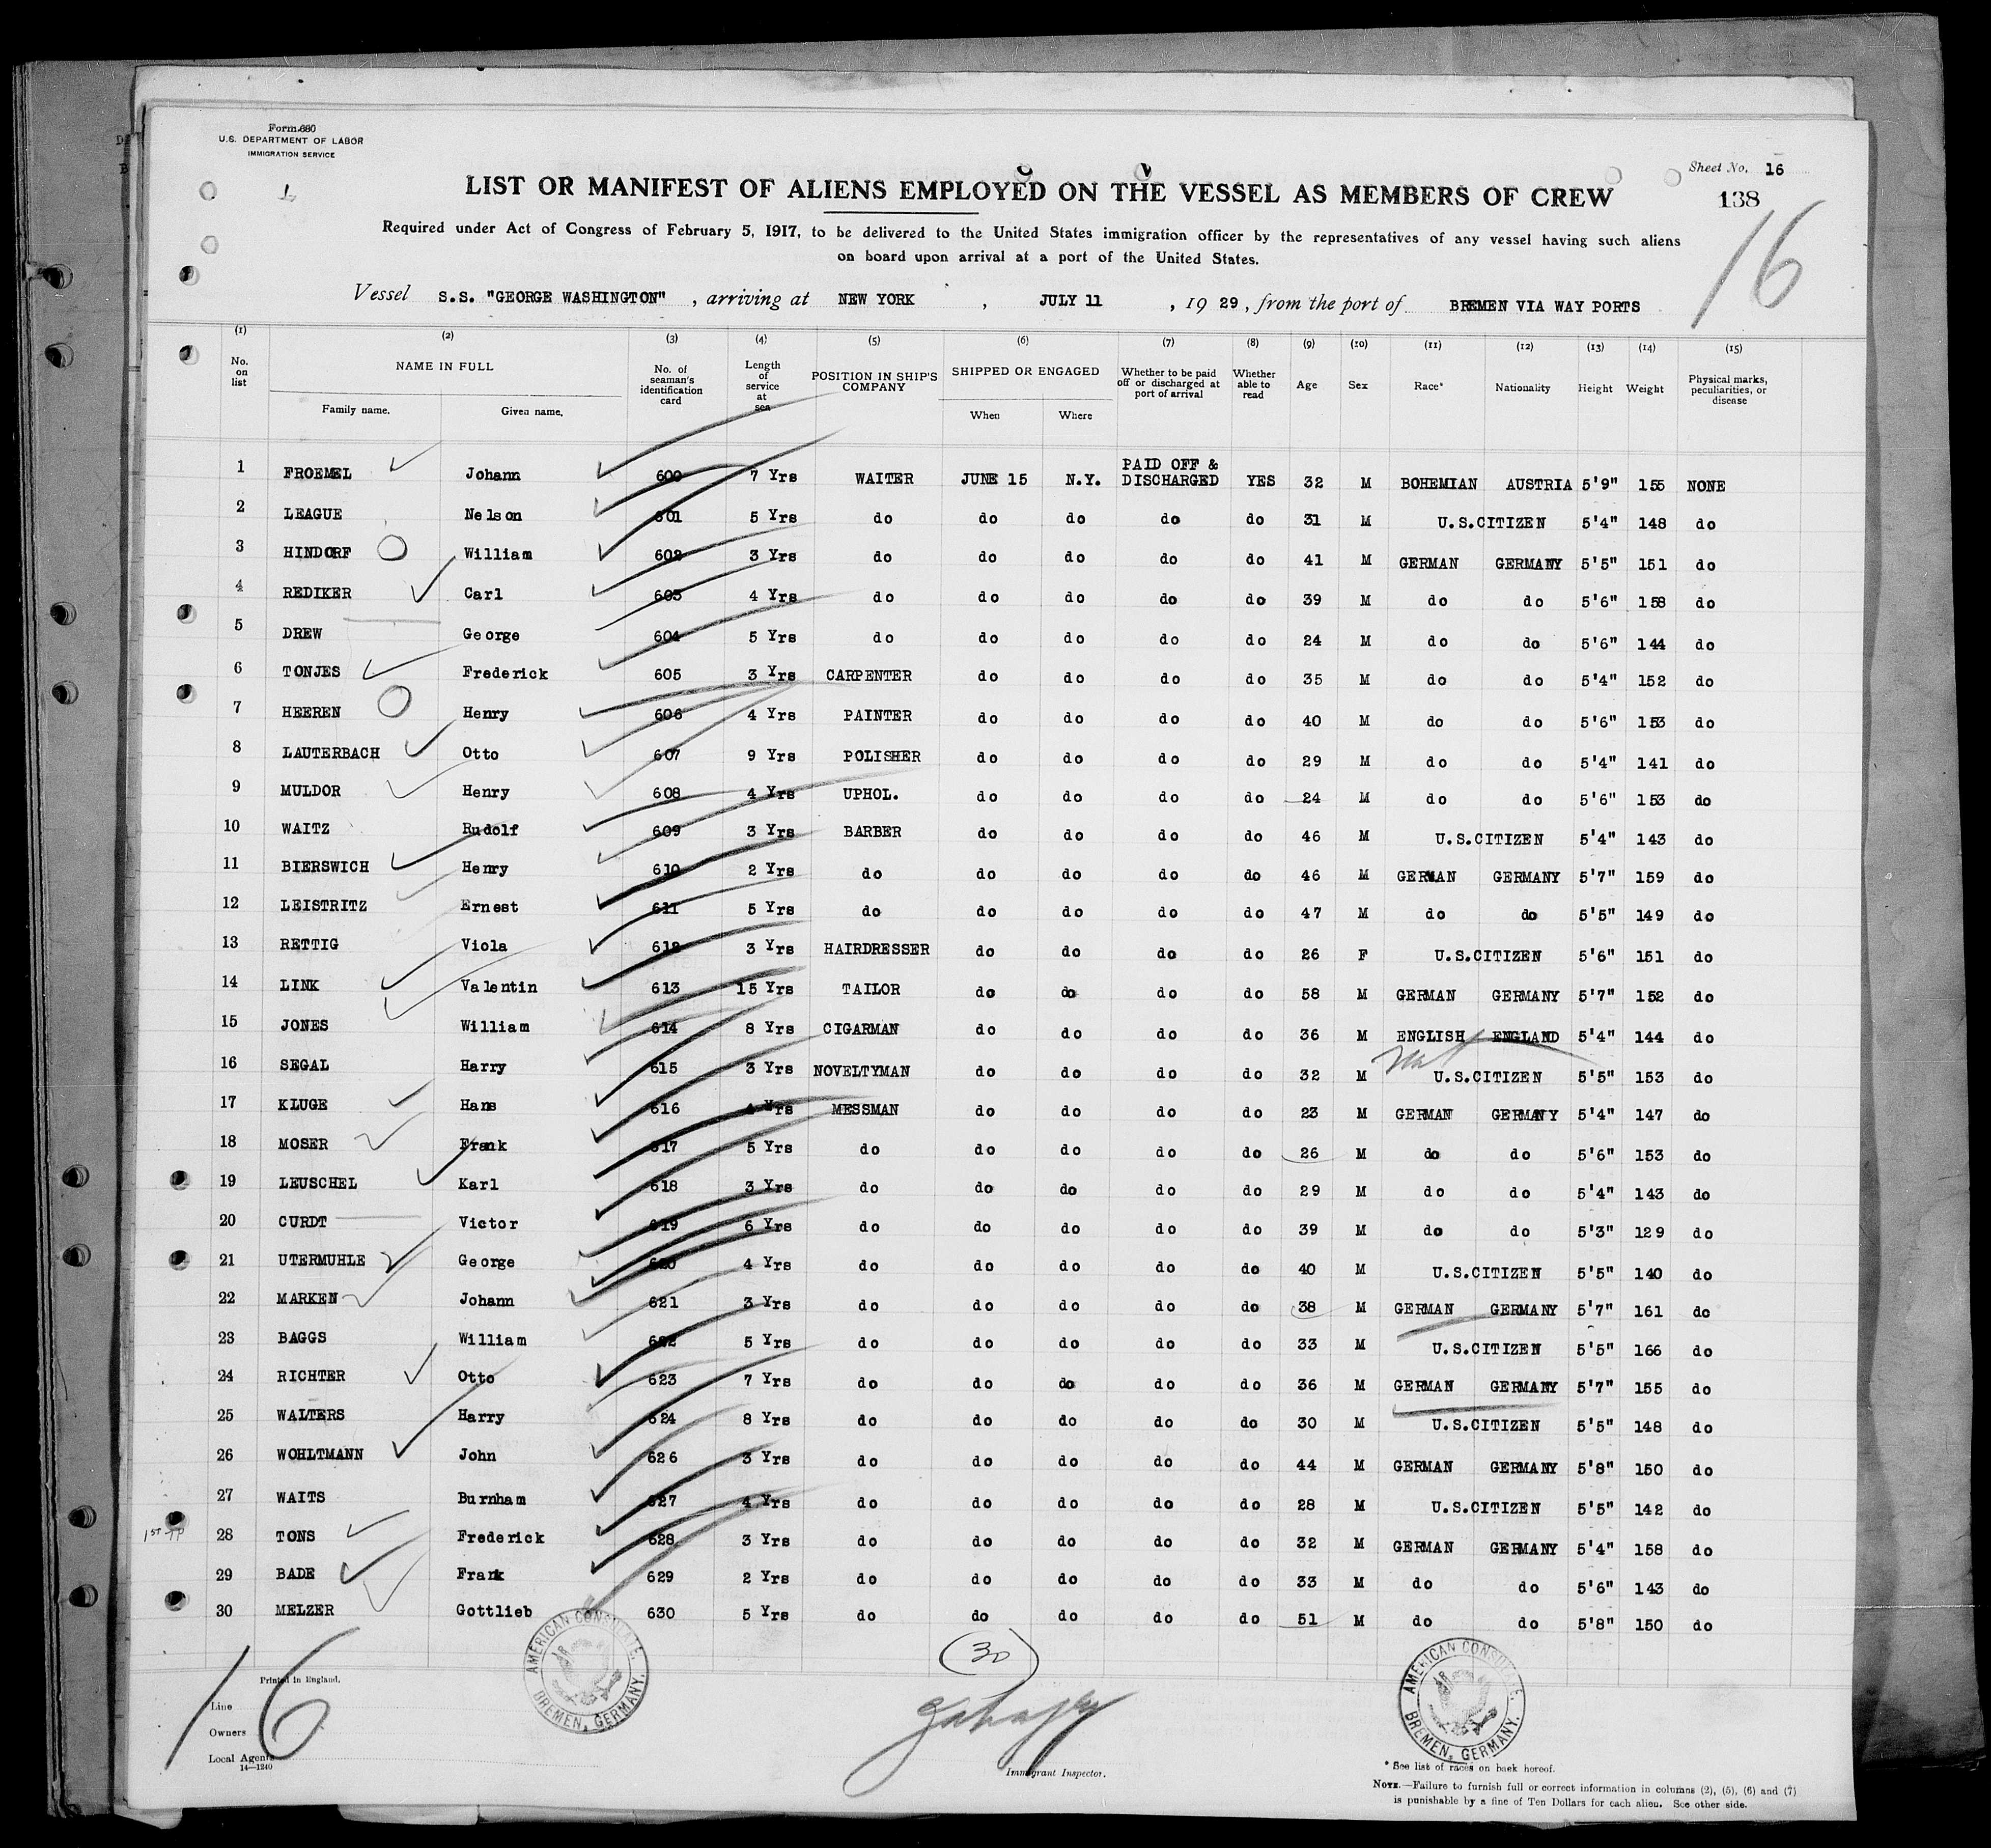 Form 680
U.S. DEPARTMENT OF LABOR
IMMIGRATION SERVICE
Sheet No. 16
138
16
LIST OR MANIFEST OF ALIENS EMPLOYED ON THE VESSEL AS MEMBERS OF CREW
Required under Act of Congress of February 5, 1917, to be delivered to the United States immigration officer by the representatives of any vessel having such aliens
on board upon arrival at a port of the United States.
Vessel S.S. "GEORGE WASHINGTON", arriving at NEW YORK, JULY 11, 19 29, from the port of BREMEN VIA WAY PORTS
(1) (2) (3) (4) (5) (6) (7) (8) (9) (10) (11) (12) (13) (14) (15)
No. on list NAME IN FULL Family name. Given name. No. of seaman's identification card Length of service at sea POSITION IN SHIP'S COMPANY SHIPPED OR ENGAGED When Where Whether to be paid off or discharged at port of arrival Whether able to read Age Sex Race* Nationality Height Weight Physical marks, peculiarities, or disease
1 FROEMEL Johann 600 7 Yrs WAITER JUNE 15 N.Y. PAID OFF & DISCHARGED YES 32 M BOHEMIAN AUSTRIA 5'9" 155 NONE
2 LEAGUE Nelson 601 5 Yrs do do do do do 31 M U.S.CITIZEN 5'4" 148 do
3 HINDORF William 602 3 Yrs do do do do do 41 M GERMAN GERMANY 5'5" 151 do
4 REDIKER Carl 603 4 Yrs do do do do do 39 M do do 5'6" 158 do
5 DREW George 604 5 Yrs do do do do do 24 M do do 5'6" 144 do
6 TONJES Frederick 605 3 Yrs CARPENTER do do do do 35 M do do 5'4" 152 do
7 HEEREN Henry 606 4 Yrs PAINTER do do do do 40 M do do 5'6" 153 do
8 LAUTERBACH Otto 607 9 Yrs POLISHER do do do do 29 M do do 5'4" 141 do
9 MULDOR Henry 608 4 Yrs UPHOL. do do do do 24 M do do 5'6" 153 do
10 WAITZ Rudolf 609 3 Yrs BARBER do do do do 46 M U.S.CITIZEN 5'4" 143 do
11 BIERSWICH Henry 610 2 Yrs do do do do do 46 M GERMAN GERMANY 5'7" 159 do
12 LEISTRITZ Ernest 611 5 Yrs do do do do do 47 M do do 5'5" 149 do
13 RETTIG Viola 612 3 Yrs HAIRDRESSER do do do do 26 F U.S.CITIZEN 5'6" 151 do
14 LINK Valentin 613 15 Yrs TAILOR do do do do 58 M GERMAN GERMANY 5'7" 152 do
15 JONES William 614 8 Yrs CIGARMAN do do do do 36 M ENGLISH ENGLAND 5'4" 144 do
16 SEGAL Harry 615 3 Yrs NOVELTYMAN do do do do 32 M U.S.CITIZEN 5'5" 153 do
17 KLUGE Hans 616 4 Yrs MESSMAN do do do do 23 M GERMAN GERMANY 5'4" 147 do
18 MOSER Frank 617 5 Yrs do do do do do 26 M do do 5'6" 153 do
19 LEUSCHEL Karl 618 3 Yrs do do do do do 29 M do do 5'4" 143 do
20 CURDT Victor 619 6 Yrs do do do do do 39 M do do 5'3" 129 do
21 UTERMUHLE George 620 4 Yrs do do do do do 40 M U.S.CITIZEN 5'5" 140 do
22 MARKEN Johann 621 3 Yrs do do do do do 38 M GERMAN GERMANY 5'7" 161 do
23 BAGGS William 622 5 Yrs do do do do do 33 M U.S.CITIZEN 5'5" 166 do
24 RICHTER Otto 623 7 Yrs do do do do do 36 M GERMAN GERMANY 5'7" 155 do
25 WALTERS Harry 624 8 Yrs do do do do do 30 M U.S.CITIZEN 5'5" 148 do
26 WOHLTMANN John 626 3 Yrs do do do do do 44 M GERMAN GERMANY 5'8" 150 do
27 WAITS Burnham 627 4 Yrs do do do do do 28 M U.S.CITIZEN 5'5" 142 do
1ST 28 TONS Frederick 628 3 Yrs do do do do do 32 M GERMAN GERMANY 5'4" 158 do
29 BADE Frank 629 2 Yrs do do do do do 33 M do do 5'6" 143 do
30 MELZER Gottlieb 630 5 Yrs do do do do do 51 M do do 5'8" 150 do
(30)
AMERICAN CONSULATE. BREMEN, GERMANY.
AMERICAN CONSULATE. BREMEN, GERMANY.
16
Printed in England.
Line
Owners
Local Agents
14—1240
Immigrant Inspector.
* See list of races on back hereof.
NOTE.—Failure to furnish full or correct information in columns (2), (5), (6) and (7)
is punishable by a fine of Ten Dollars for each alien. See other side.